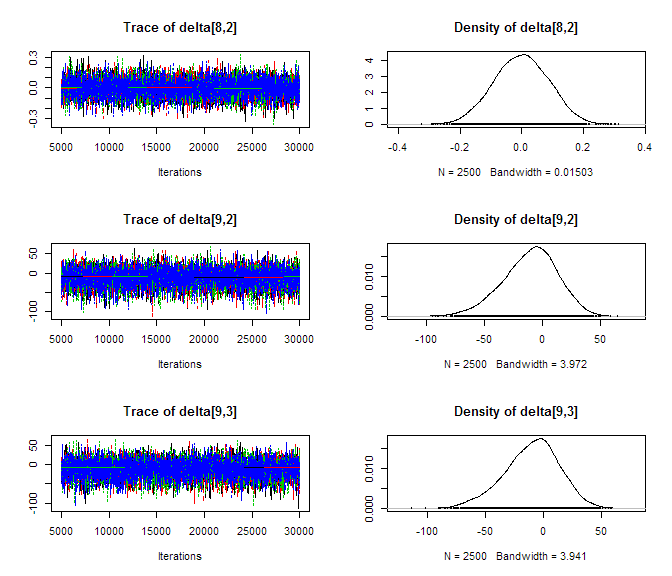 Trace of delta[8,2]
0.3
0.0
-0.3
5000 10000 15000 20000 25000 30000
Iterations
Density of delta[8,2]
4
3
2
1
0
-0.4 -0.2 0.0 0.2 0.4
N = 2500 Bandwidth = 0.01503
Trace of delta[9,2]
50
0
-100
5000 10000 15000 20000 25000 30000
Iterations
Density of delta[9,2]
0.010
0.000
-100 -50 0 50
N = 2500 Bandwidth = 3.972
Trace of delta[9,3]
50
0
-100
5000 10000 15000 20000 25000 30000
Iterations
Density of delta[9,3]
0.010
0.000
-100 -50 0 50
N = 2500 Bandwidth = 3.941